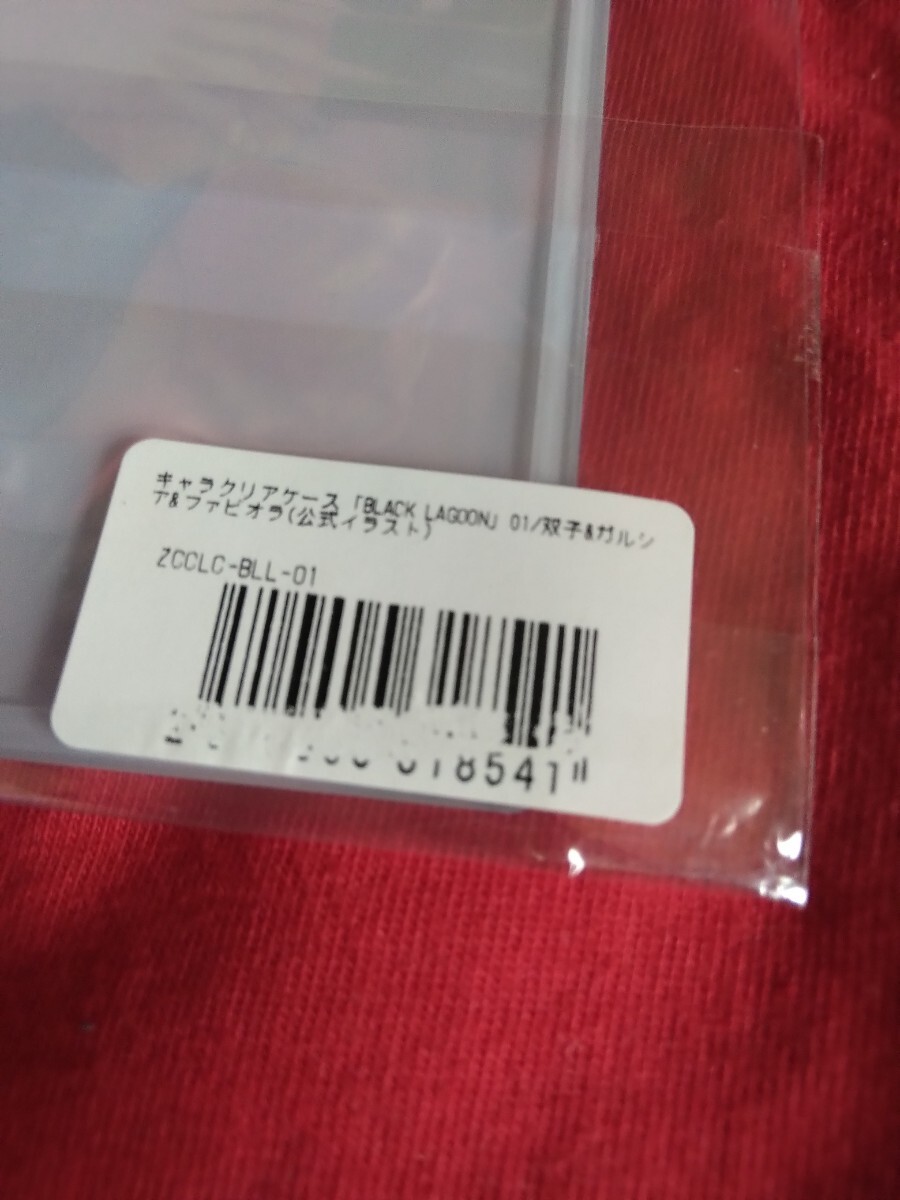 キャラクリアケース「BLACK LAGOON」01/双子&ガルシ
ア&ファビオラ(公式イラスト)
ZCCLC-BLL-01
018541